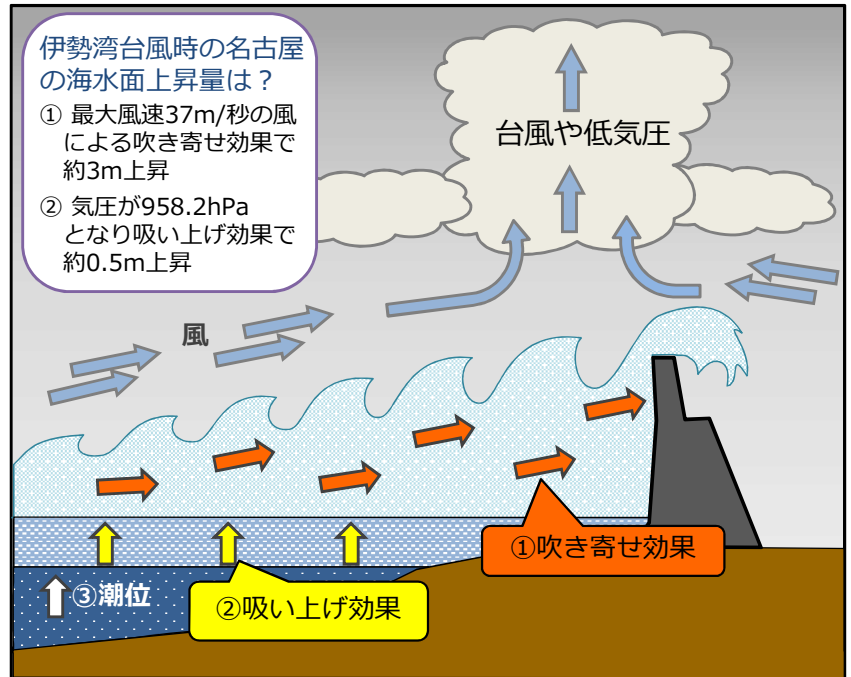 伊勢湾台風時の名古屋
の海水面上昇量は？
① 最大風速37m/秒の風
による吹き寄せ効果で
約3m上昇
② 気圧が958.2hPa
となり吸い上げ効果で
約0.5m上昇
台風や低気圧
風
①吹き寄せ効果
③潮位
②吸い上げ効果